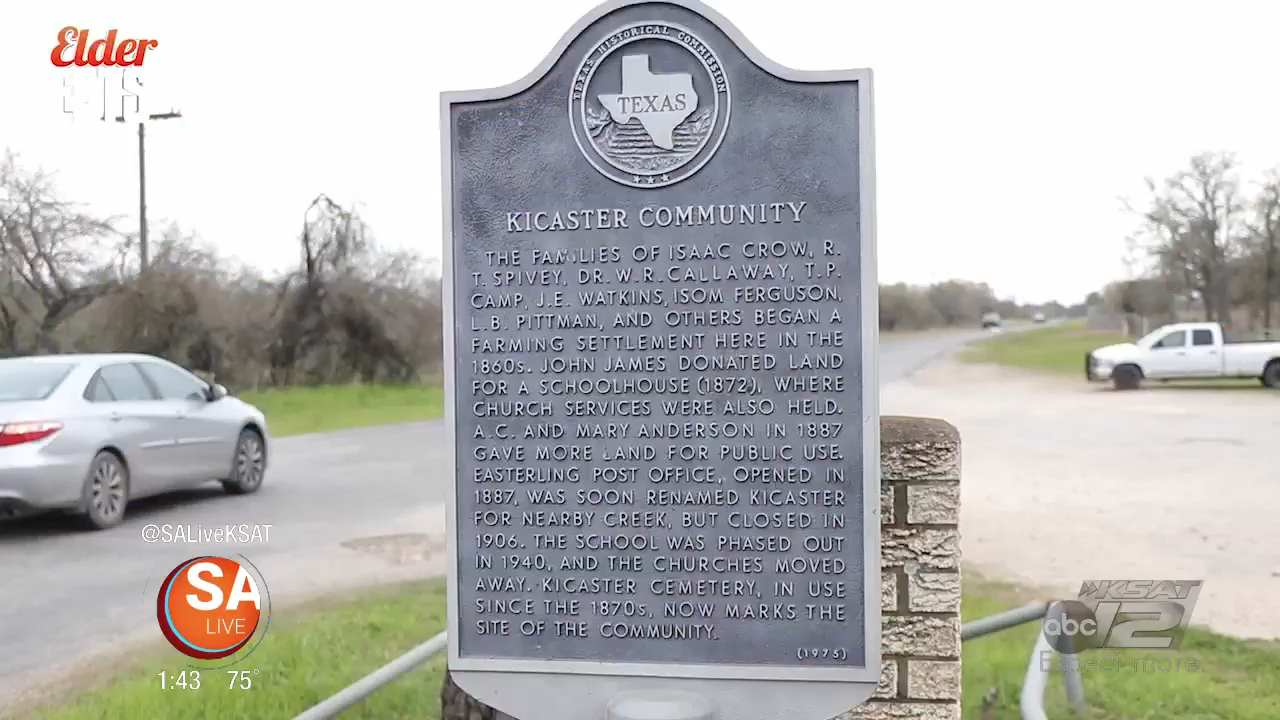 Elder
EATS
TEXAS HISTORICAL COMMISSION
TEXAS
KICASTER COMMUNITY
THE FAMILIES OF ISAAC CROW, R.
T. SPIVEY, DR. W. R. CALLAWAY, T. P.
CAMP, J.E. WATKINS, ISOM FERGUSON,
L.B. PITTMAN, AND OTHERS BEGAN A
FARMING SETTLEMENT HERE IN THE
1860s. JOHN JAMES DONATED LAND
FOR A SCHOOLHOUSE (1872), WHERE
CHURCH SERVICES WERE ALSO HELD.
A.C. AND MARY ANDERSON IN 1887
GAVE MORE LAND FOR PUBLIC USE.
EASTERLING POST OFFICE, OPENED IN
1887, WAS SOON RENAMED KICASTER
FOR NEARBY CREEK, BUT CLOSED IN
1906. THE SCHOOL WAS PHASED OUT
IN 1940, AND THE CHURCHES MOVED
AWAY. KICASTER CEMETERY, IN USE
SINCE THE 1870s, NOW MARKS THE
SITE OF THE COMMUNITY.
(1975)
@SALiveKSAT
SA
LIVE
1:43 75°
KSAT
abc 12
Expect more.